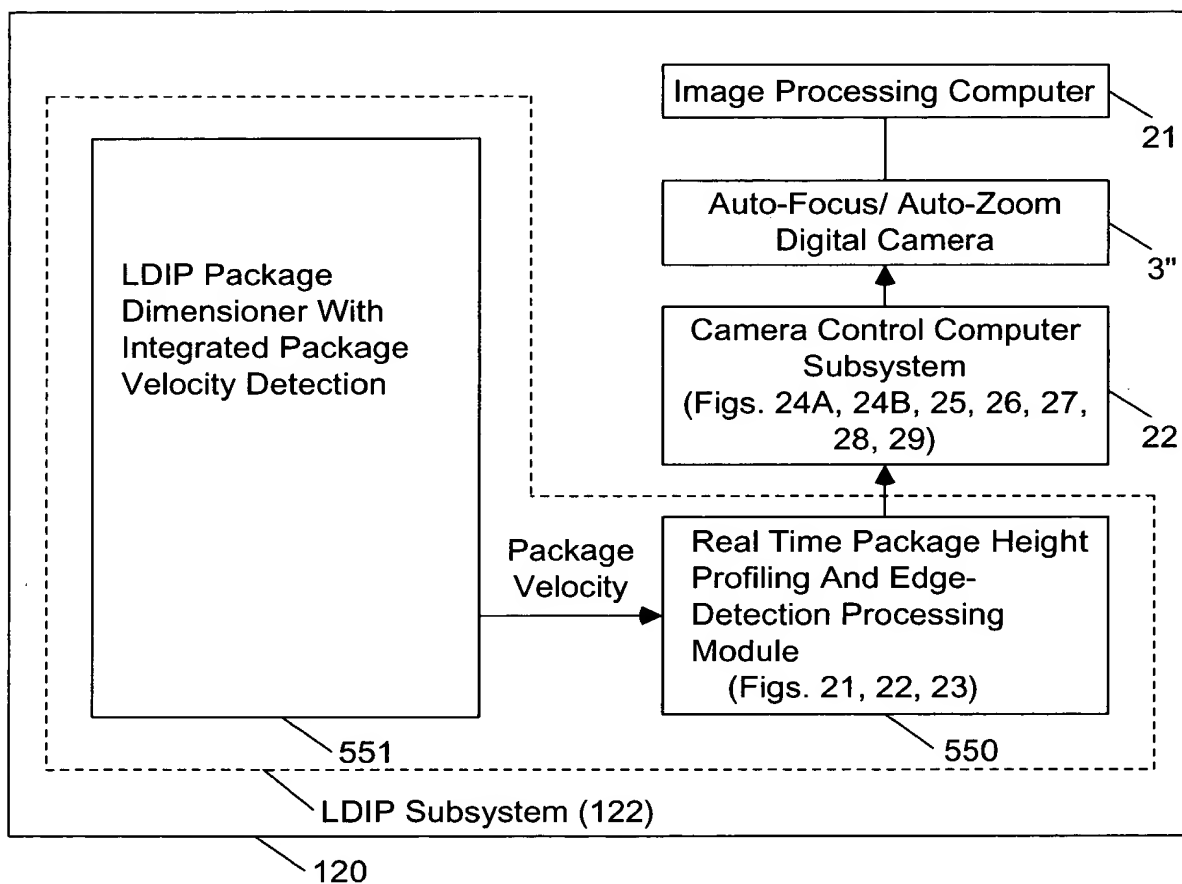 Image Processing Computer
21
Auto-Focus/ Auto-Zoom
Digital Camera
3"
Camera Control Computer
Subsystem
(Figs. 24A, 24B, 25, 26, 27,
28, 29)
22
LDIP Package
Dimensioner With
Integrated Package
Velocity Detection
Package
Velocity
Real Time Package Height
Profiling And Edge-
Detection Processing
Module
(Figs. 21, 22, 23)
551
550
LDIP Subsystem (122)
120